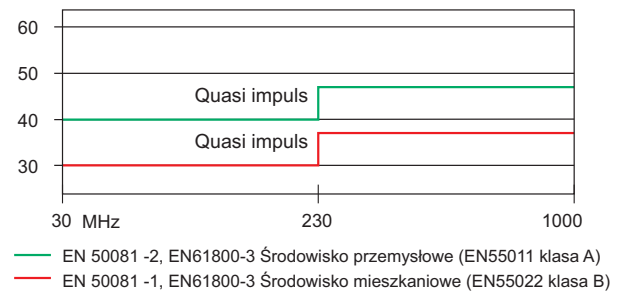 60
50
Quasi impuls
40
Quasi impuls
30
30 MHz 230 1000
EN 50081 -2, EN61800-3 Środowisko przemysłowe (EN55011 klasa A)
EN 50081 -1, EN61800-3 Środowisko mieszkaniowe (EN55022 klasa B)